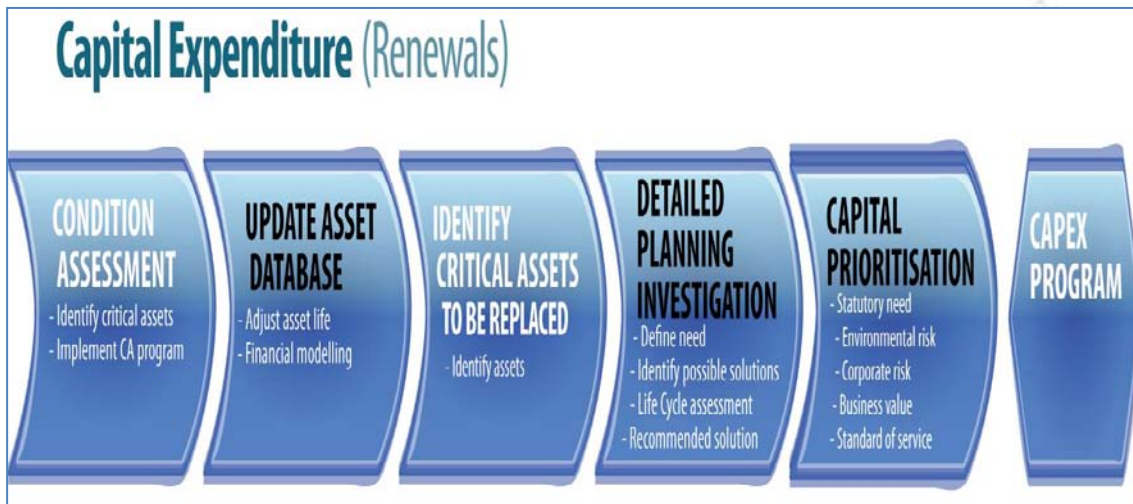 Capital Expenditure (Renewals)
CONDITION
ASSESSMENT
- Identify critical assets
- Implement CA program
UPDATE ASSET
DATABASE
- Adjust asset life
- Financial modelling
IDENTIFY
CRITICAL ASSETS
TO BE REPLACED
- Identify assets
DETAILED
PLANNING
INVESTIGATION
- Define need
- Identify possible solutions
- Life Cycle assessment
- Recommended solution
CAPITAL
PRIORITISATION
- Statutory need
- Environmental risk
- Corporate risk
- Business value
- Standard of service
CAPEX
PROGRAM